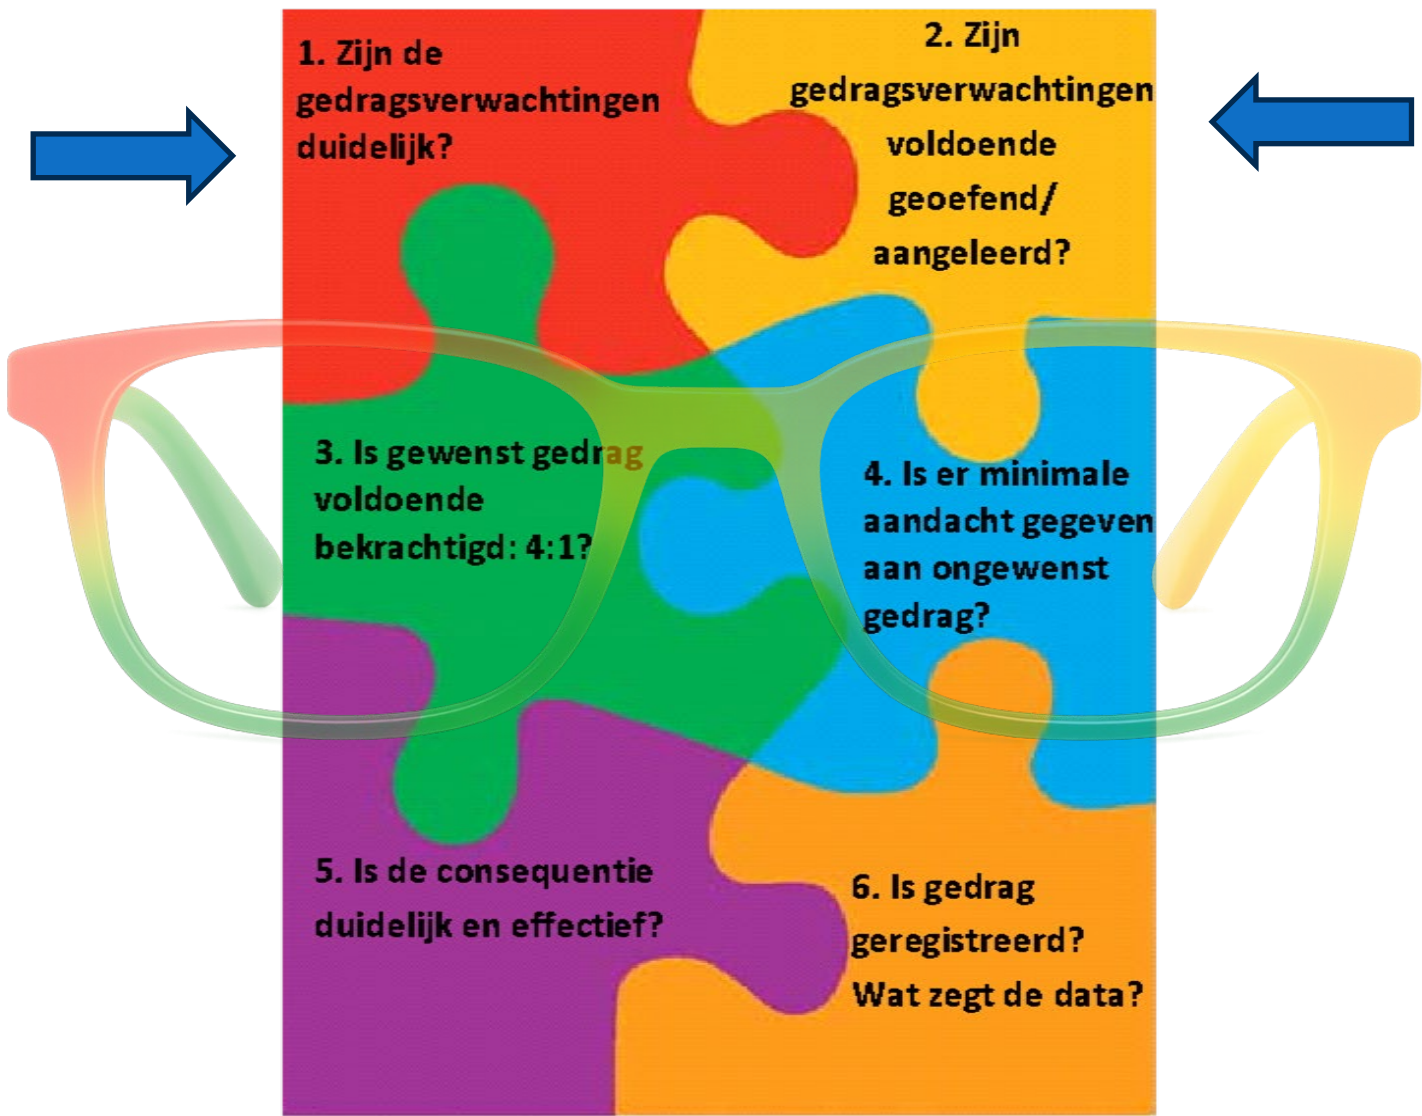 1. Zijn de
gedragsverwachtingen
duidelijk?
2. Zijn
gedragsverwachtingen
voldoende
geoefend/
aangeleerd?
3. Is gewenst gedrag
voldoende
bekrachtigd: 4:1?
4. Is er minimale
aandacht gegeven
aan ongewenst
gedrag?
5. Is de consequentie
duidelijk en effectief?
6. Is gedrag
geregistreerd?
Wat zegt de data?